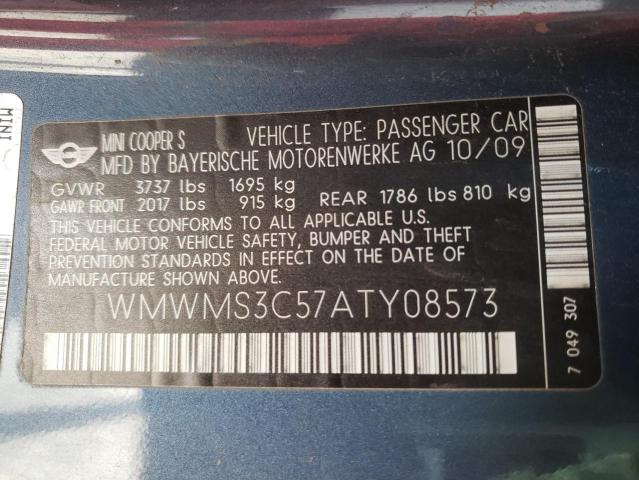 MINI
MINI COOPER S VEHICLE TYPE: PASSENGER CAR
MFD BY BAYERISCHE MOTORENWERKE AG 10/09
GVWR 3737 lbs 1695 kg
GAWR FRONT 2017 lbs 915 kg REAR 1786 lbs 810 kg
THIS VEHICLE CONFORMS TO ALL APPLICABLE U.S.
FEDERAL MOTOR VEHICLE SAFETY, BUMPER AND THEFT
PREVENTION STANDARDS IN EFFECT ON THE DATE OF
MANUFACTURE SHOWN ABOVE.
WMWMS3C57ATY08573
7 049 307